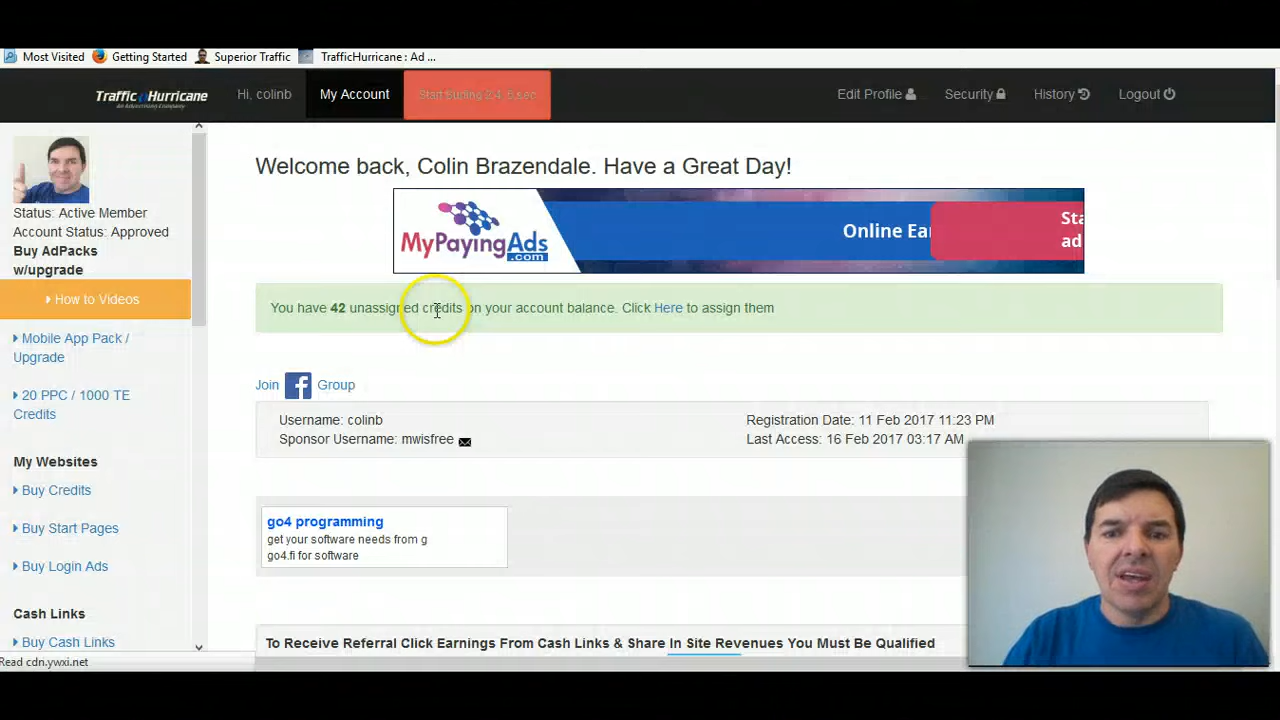 Most Visited Getting Started Superior Traffic TrafficHurricane : Ad ...
Traffic Hurricane
An Advertising Company
Hi, colinb My Account Edit Profile Security History Logout
Status: Active Member
Account Status: Approved
Buy AdPacks
w/upgrade
How to Videos
Mobile App Pack /
Upgrade
20 PPC / 1000 TE
Credits
My Websites
Buy Credits
Buy Start Pages
Buy Login Ads
Cash Links
Buy Cash Links
Read cdn.ywxi.net
Welcome back, Colin Brazendale. Have a Great Day!
MyPayingAds
.com
Online Ea
Sta
ad
You have 42 unassigned credits on your account balance. Click Here to assign them
Join Group
Username: colinb Registration Date: 11 Feb 2017 11:23 PM
Sponsor Username: mwisfree Last Access: 16 Feb 2017 03:17 AM
go4 programming
get your software needs from g
go4.fi for software
To Receive Referral Click Earnings From Cash Links & Share In Site Revenues You Must Be Qualified